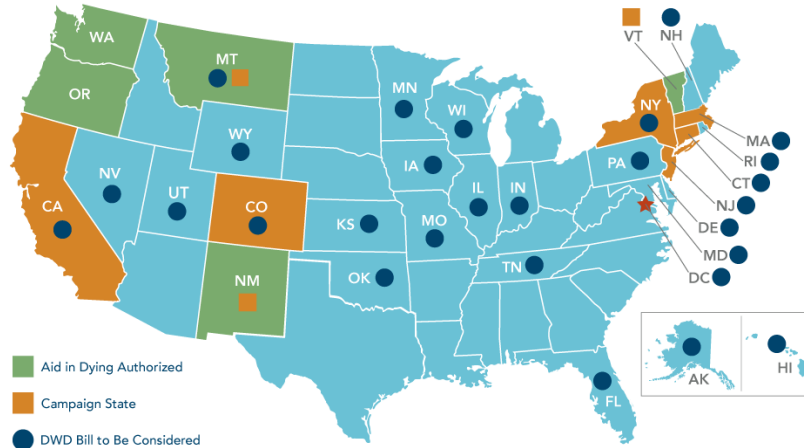 WA
VT
NH
MT
OR
MN
WI
NY
WY
MA
RI
IA
PA
CT
NV
UT
IL
IN
NJ
CA
CO
KS
MO
DE
MD
OK
TN
DC
NM
Aid in Dying Authorized
Campaign State
DWD Bill to Be Considered
FL
AK
HI